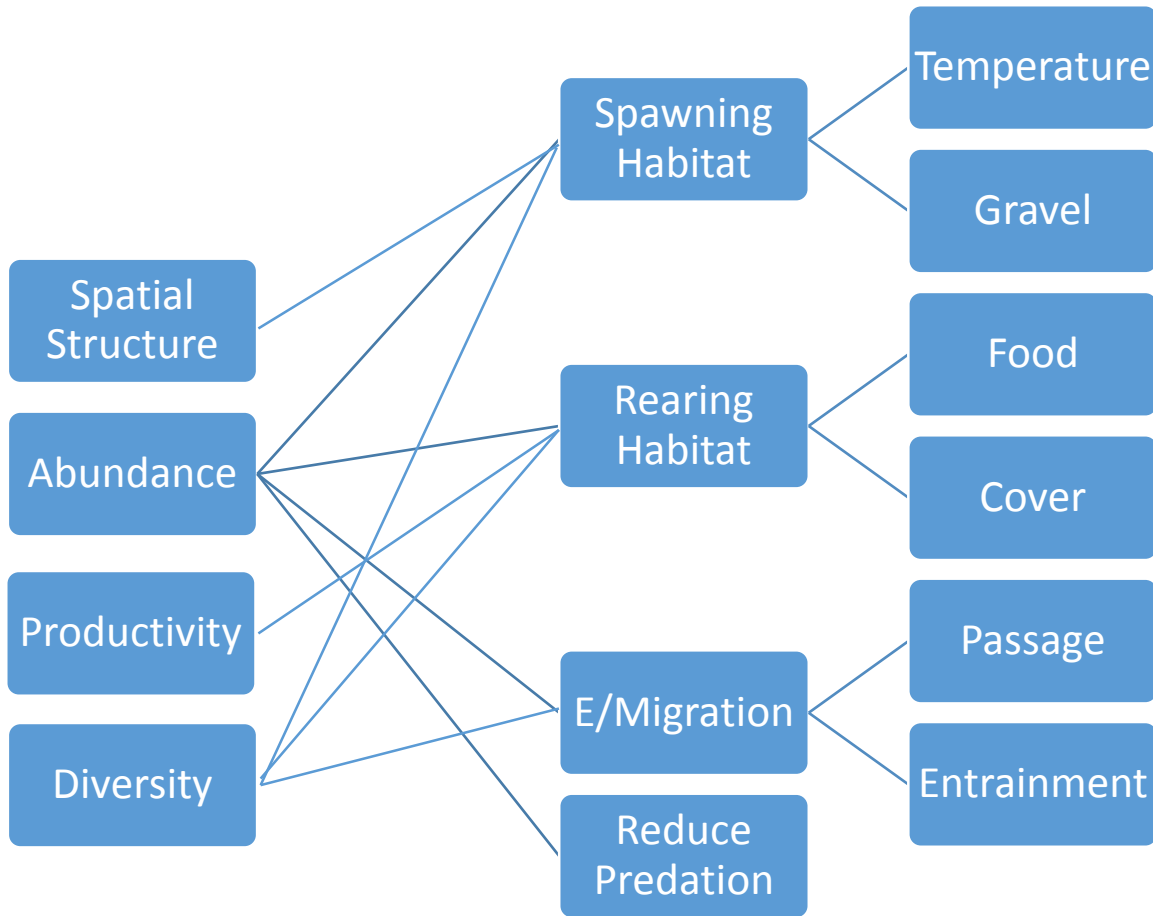 Spatial
Structure
Abundance
Productivity
Diversity
Spawning
Habitat
Rearing
Habitat
E/Migration
Reduce
Predation
Temperature
Gravel
Food
Cover
Passage
Entrainment